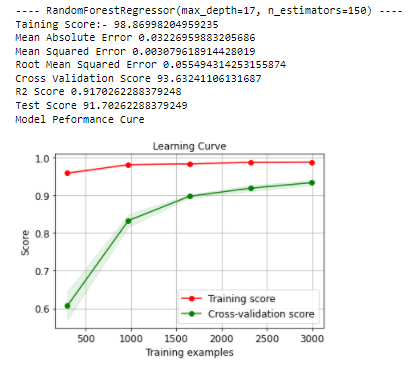 ---- RandomForestRegressor(max_depth=17, n_estimators=150) ----
Taining Score:- 98.86998204959235
Mean Absolute Error 0.03226959883205686
Mean Squared Error 0.003079618914428019
Root Mean Squared Error 0.055494314253155874
Cross Validation Score 93.63241106131687
R2 Score 0.9170262288379248
Test Score 91.70262288379249
Model Peformance Cure
Learning Curve
1.0
0.9
0.8
0.7
0.6
Score
Training score
Cross-validation score
500 1000 1500 2000 2500 3000
Training examples